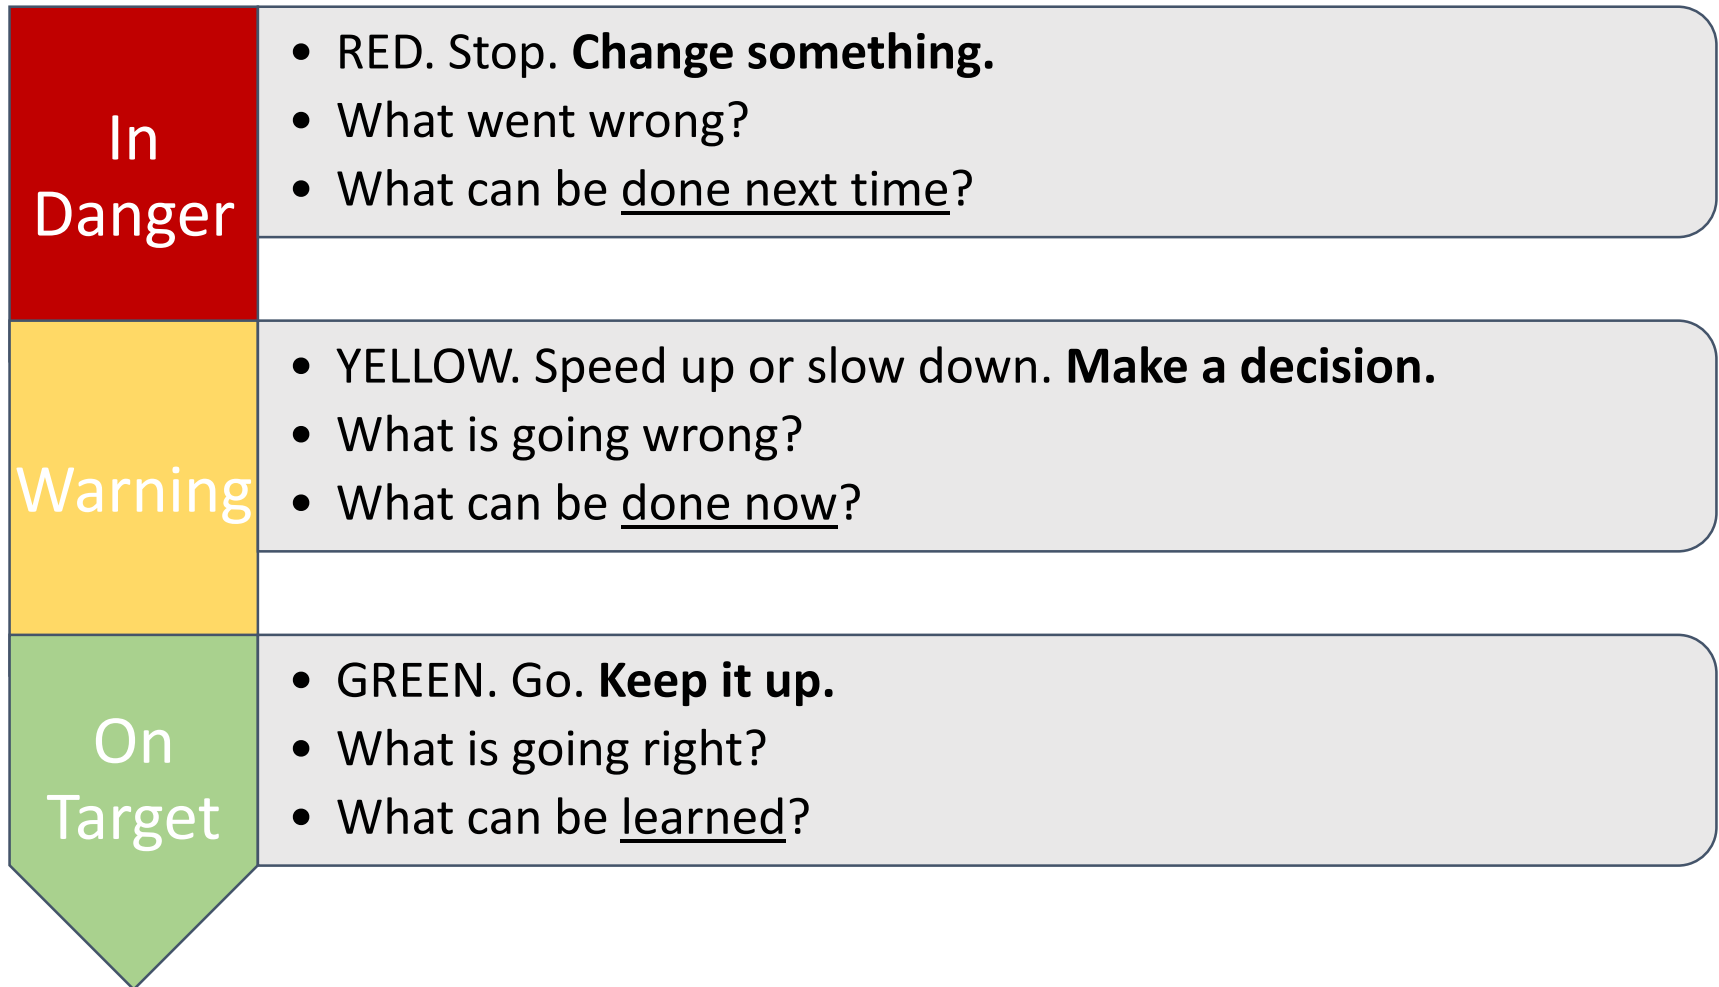 In
Danger
• RED. Stop. Change something.
• What went wrong?
• What can be done next time?
Warning
• YELLOW. Speed up or slow down. Make a decision.
• What is going wrong?
• What can be done now?
On
Target
• GREEN. Go. Keep it up.
• What is going right?
• What can be learned?